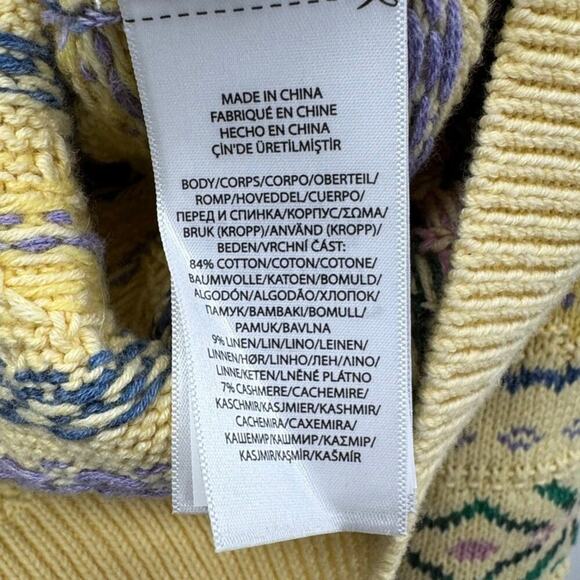 MADE IN CHINA
FABRIQUÉ EN CHINE
HECHO EN CHINA
ÇİN'DE ÜRETİLMİŞTİR
BODY/CORPS/CORPO/OBERTEIL/
ROMP/HOVEDDEL/CUERPO/
ПЕРЕД И СПИНКА/КОРПУС/ΣΩΜΑ/
BRUK (KROPP)/ANVÄND (KROPP)/
BEDEN/VRCHNÍ ČÁST:
84% COTTON/COTON/COTONE/
BAUMWOLLE/KATOEN/BOMULD/
ALGODÓN/ALGODÃO/ХЛОПОК/
ПАМУК/BAMBAKI/BOMULL/
PAMUK/BAVLNA
9% LINEN/LIN/LINO/LEINEN/
LINNEN/HØR/LINHO/ЛЕН/ΛΙΝΟ/
LINNE/KETEN/LNĚNÉ PLÁTNO
7% CASHMERE/CACHEMIRE/
KASCHMIR/KASJMIER/KASHMIR/
CACHEMIRA/CAXEMIRA/
КАШЕМИР/КАШМИР/ΚΑΣΜΙΡ/
KASJMIR/KAŞMİR/KAŠMÍR